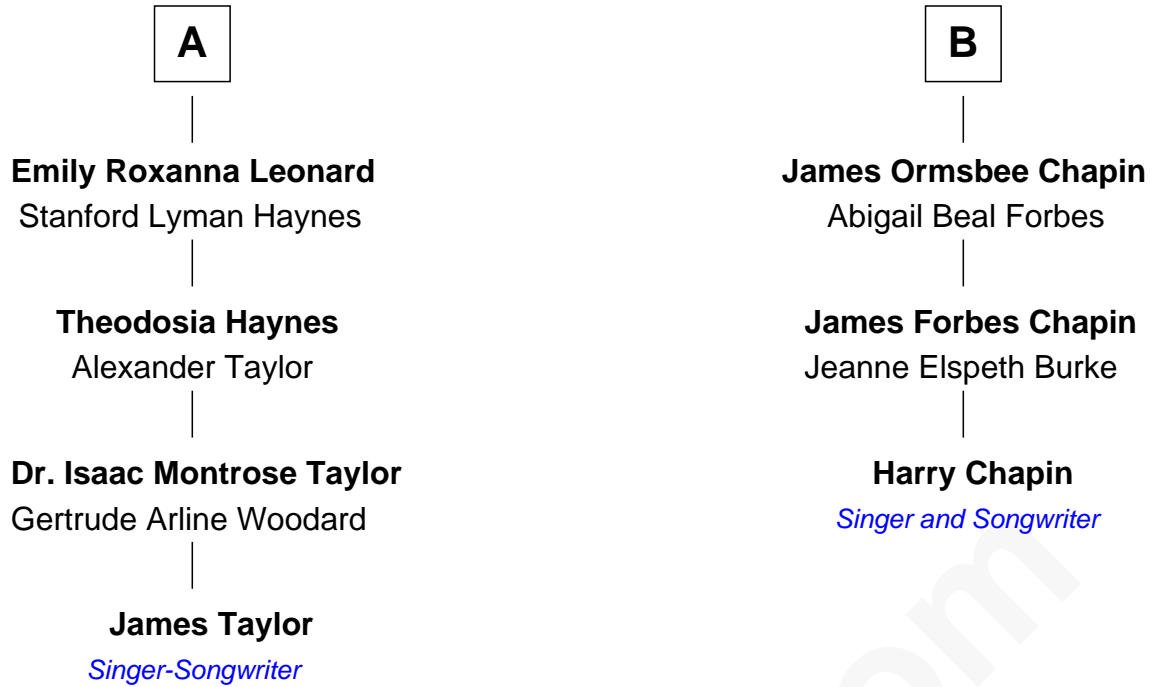 A
Emily Roxanna Leonard
Stanford Lyman Haynes
Theodosia Haynes
Alexander Taylor
Dr. Isaac Montrose Taylor
Gertrude Arline Woodard
James Taylor
Singer-Songwriter
B
James Ormsbee Chapin
Abigail Beal Forbes
James Forbes Chapin
Jeanne Elspeth Burke
Harry Chapin
Singer and Songwriter
om